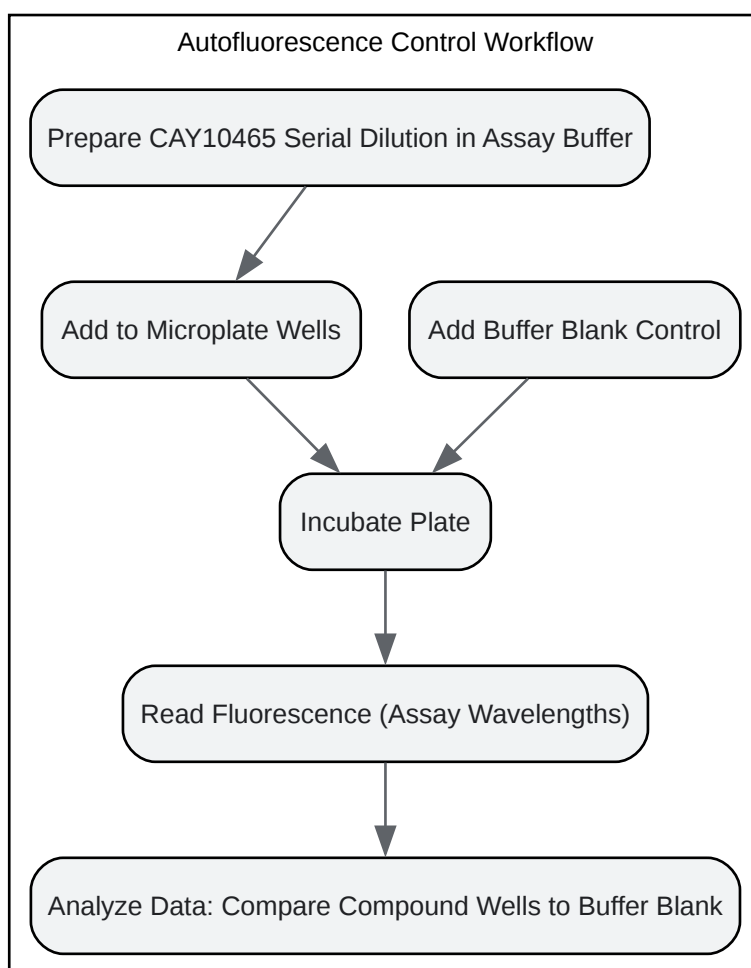 Autofluorescence Control Workflow
Prepare CAY10465 Serial Dilution in Assay Buffer
Add to Microplate Wells
Add Buffer Blank Control
Incubate Plate
Read Fluorescence (Assay Wavelengths)
Analyze Data: Compare Compound Wells to Buffer Blank